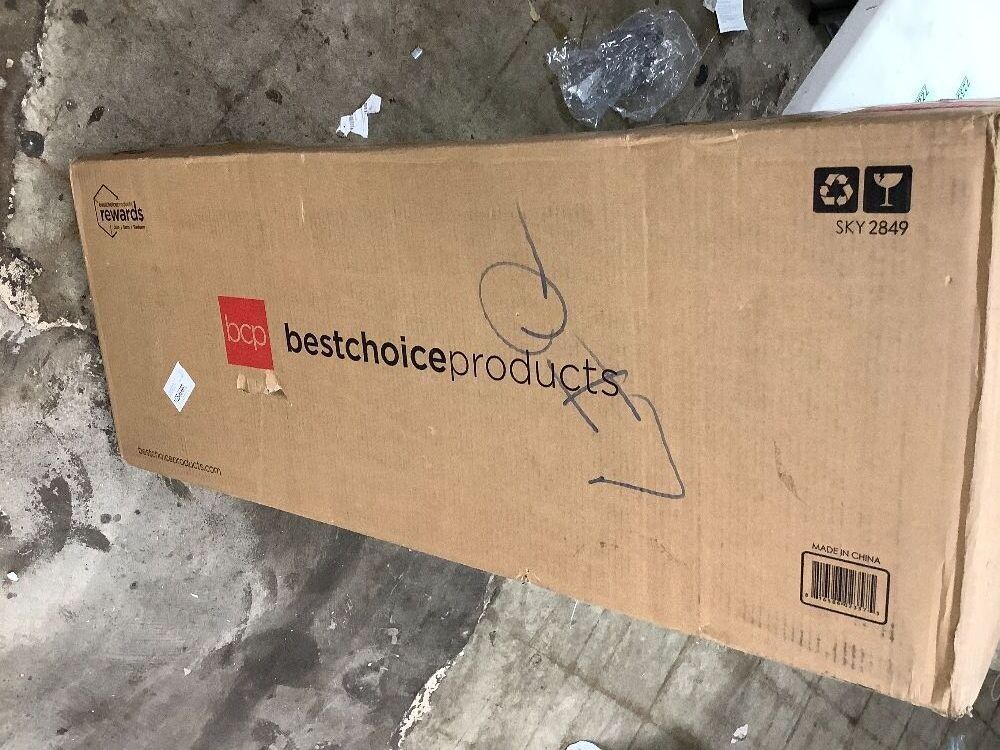 rewards
SKY 2849
bcp
bestchoiceproducts
bestchoiceproducts.com
MADE IN CHINA